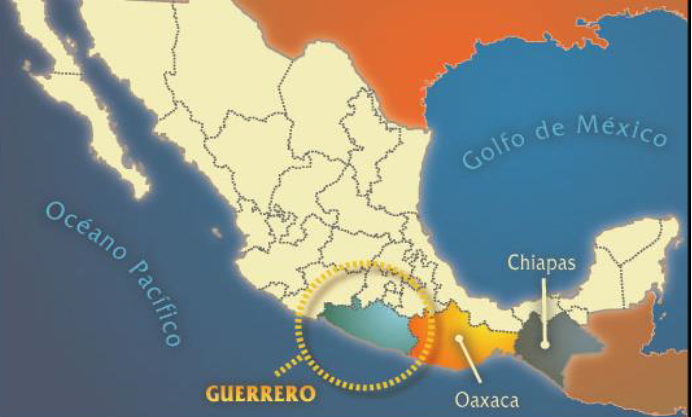 Golfo de México
Océano Pacífico
Chiapas
GUERRERO
Oaxaca